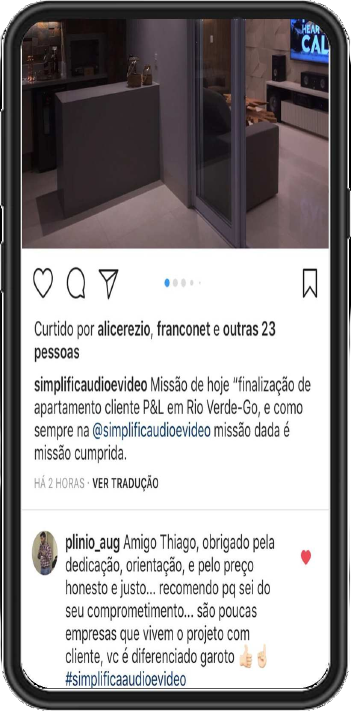 HEAR
CAL
Curtido por alicerezio, franconet e outras 23
pessoas
simplificaudioevideo Missão de hoje “finalização de
apartamento cliente P&L em Rio Verde-Go, e como
sempre na @simplificaudioevideo missão dada é
missão cumprida.
HÁ 2 HORAS · VER TRADUÇÃO
plinio_aug Amigo Thiago, obrigado pela
dedicação, orientação, e pelo preço
honesto e justo... recomendo pq sei do
seu comprometimento... são poucas
empresas que vivem o projeto com
cliente, vc é diferenciado garoto 👍🏻☝🏻
#simplificaaudioevideo